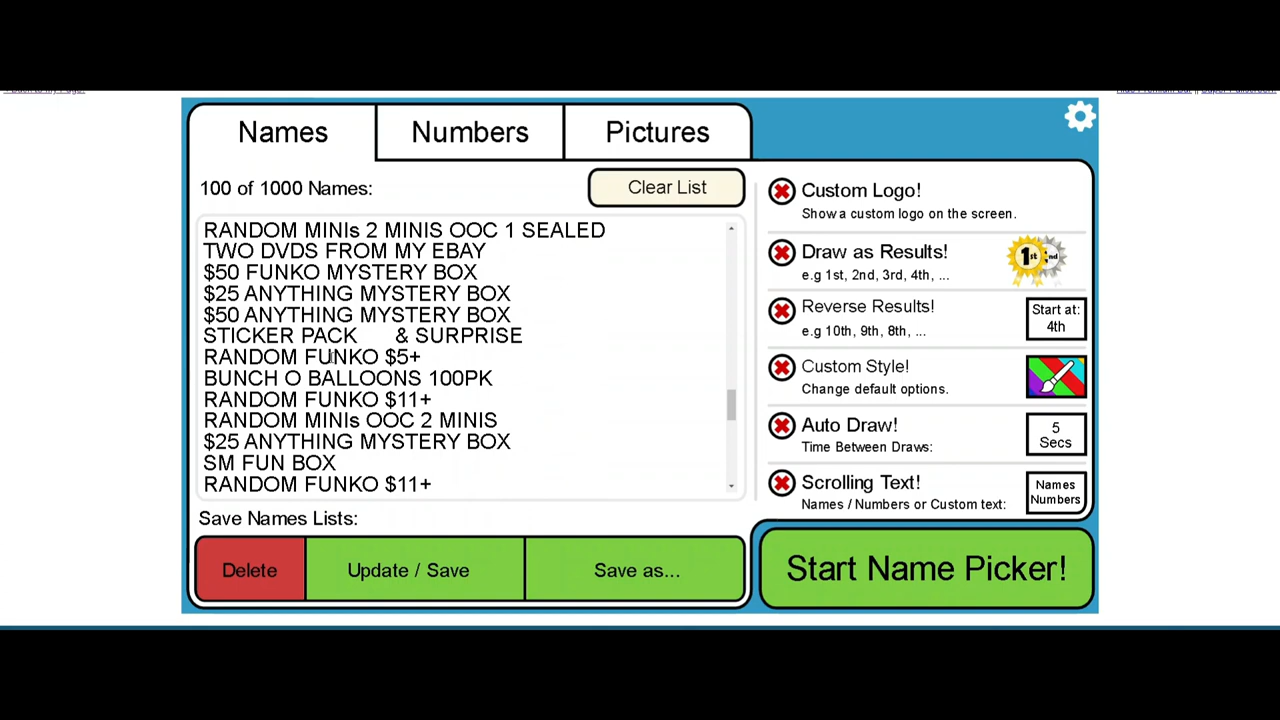 Names
Numbers
Pictures
100 of 1000 Names:
Clear List
RANDOM MINIs 2 MINIS OOC 1 SEALED
TWO DVDS FROM MY EBAY
$50 FUNKO MYSTERY BOX
$25 ANYTHING MYSTERY BOX
$50 ANYTHING MYSTERY BOX
STICKER PACK & SURPRISE
RANDOM FUNKO $5+
BUNCH O BALLOONS 100PK
RANDOM FUNKO $11+
RANDOM MINIs OOC 2 MINIS
$25 ANYTHING MYSTERY BOX
SM FUN BOX
RANDOM FUNKO $11+
Save Names Lists:
Delete
Update / Save
Save as...
Custom Logo!
Show a custom logo on the screen.
Draw as Results!
e.g 1st, 2nd, 3rd, 4th, ...
1st
Reverse Results!
e.g 10th, 9th, 8th, ...
Start at:
4th
Custom Style!
Change default options.
Auto Draw!
Time Between Draws:
5
Secs
Scrolling Text!
Names / Numbers or Custom text:
Names
Numbers
Start Name Picker!